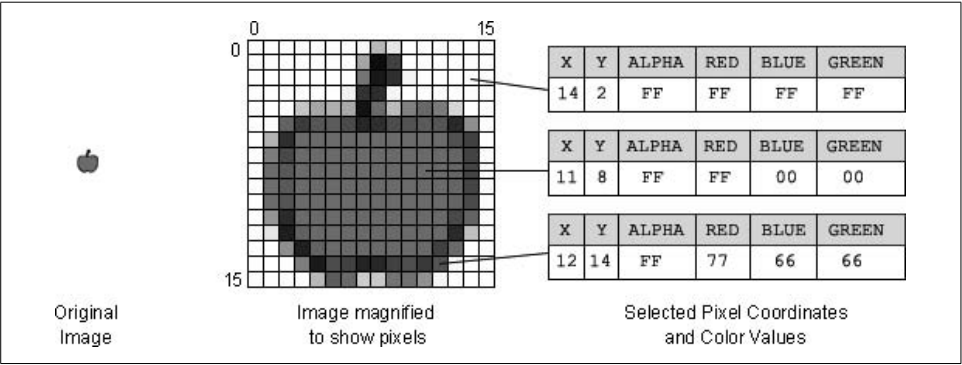 0 15
0
15
X Y ALPHA RED BLUE GREEN
14 2 FF FF FF FF
X Y ALPHA RED BLUE GREEN
11 8 FF FF 00 00
X Y ALPHA RED BLUE GREEN
12 14 FF 77 66 66
Original
Image
Image magnified
to show pixels
Selected Pixel Coordinates
and Color Values